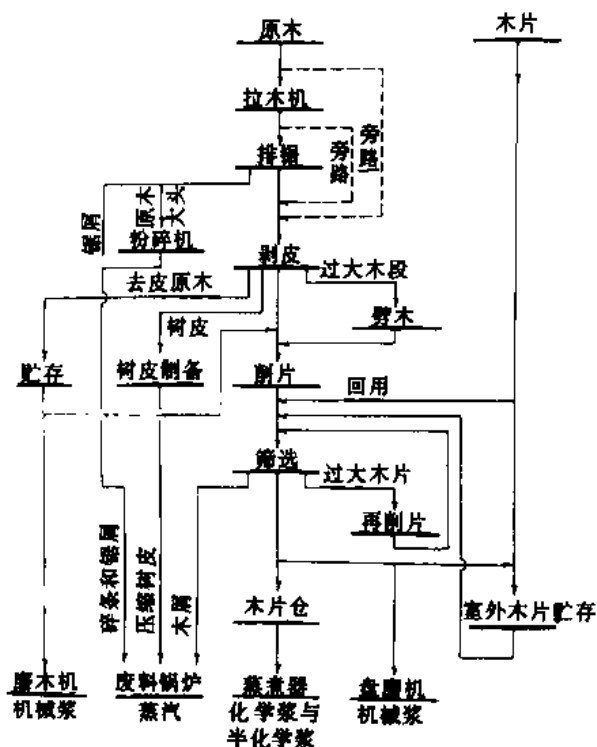 原木
木片
拉木机
旁路
旁路
排锯
锯屑
原木
大头
粉碎机
剥皮
过大木段
去皮原木
树皮
劈木
贮存
树皮制备
削片
回用
筛选
过大木片
再削片
碎条和锯屑
压缩树皮
木屑
木片仓
室外木片贮存
磨木机
机械浆
废料锅炉
蒸汽
蒸煮器
化学浆与
半化学浆
盘磨机
机械浆